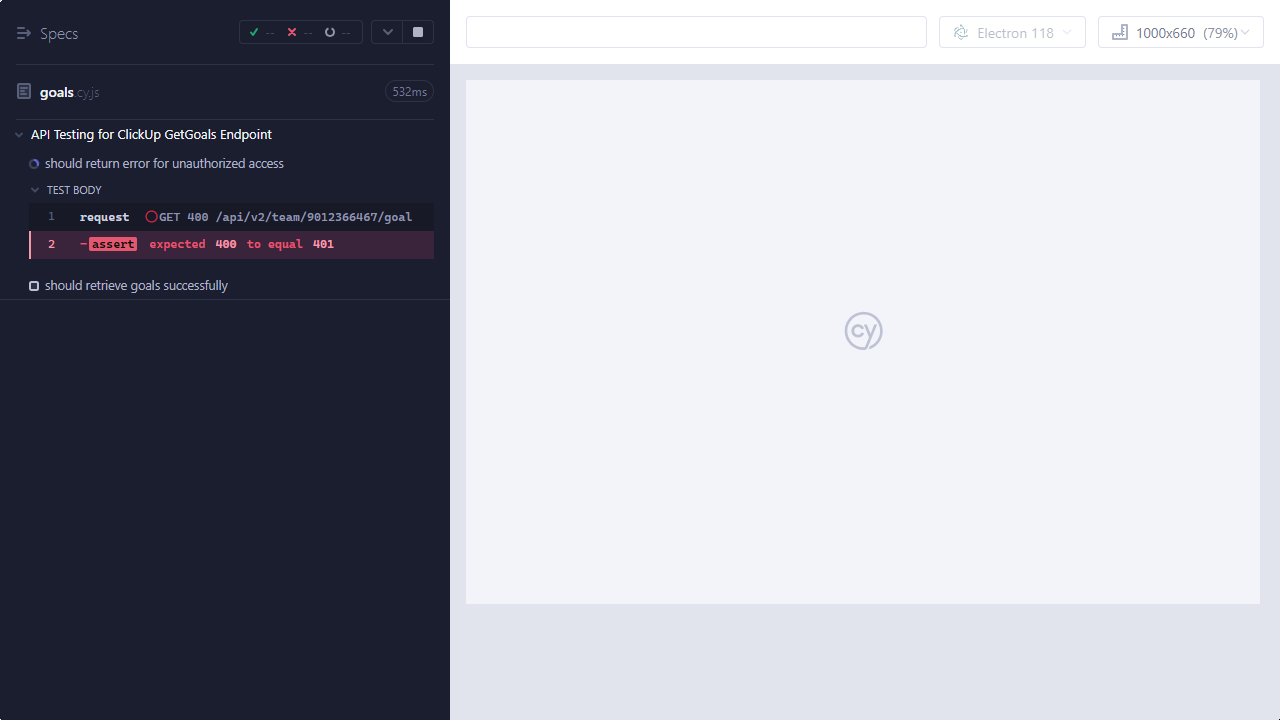 Specs
-- -- --
Electron 118
1000x660 (79%)
goals.cy.js
532ms
API Testing for ClickUp GetGoals Endpoint
should return error for unauthorized access
TEST BODY
1 request GET 400 /api/v2/team/9012366467/goal
2 -assert expected 400 to equal 401
should retrieve goals successfully
cy